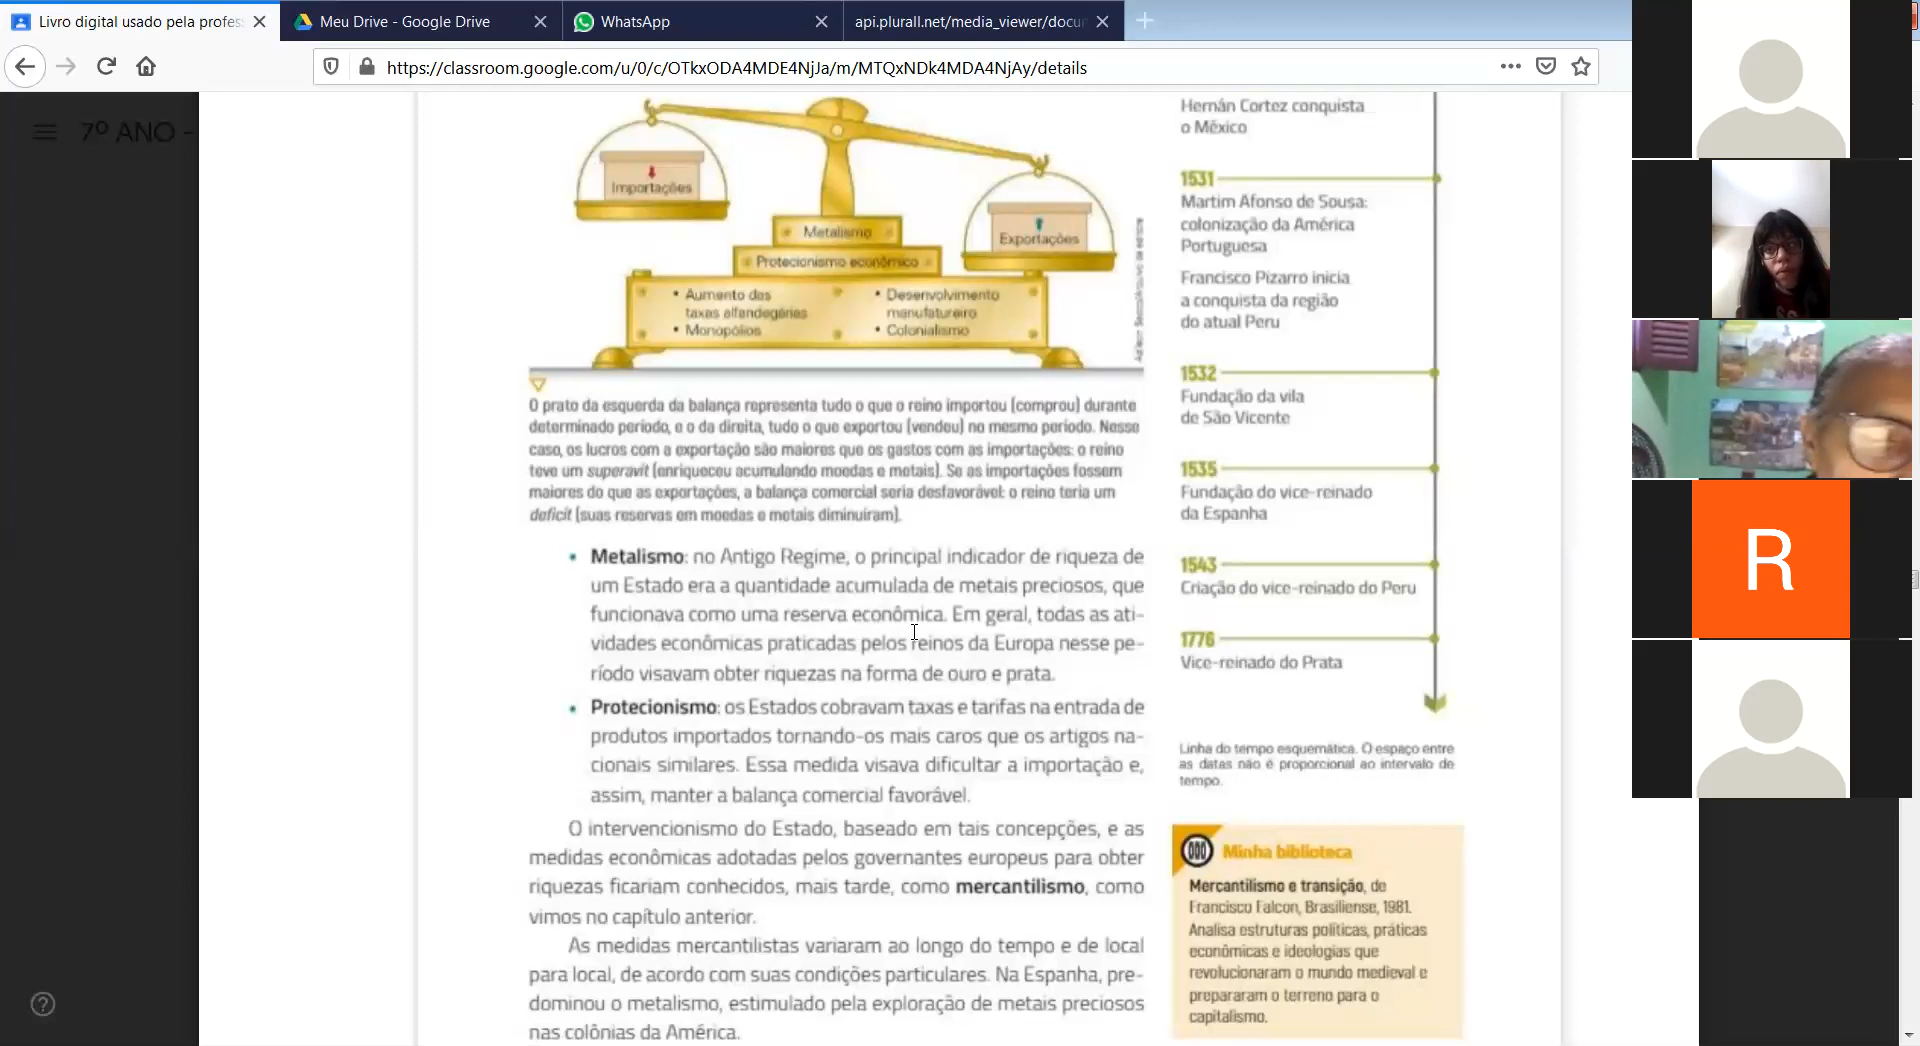 Livro digital usado pela profes
Meu Drive - Google Drive
WhatsApp
api.plurall.net/media_viewer/docu
https://classroom.google.com/u/0/c/OTkxODA4MDE4NjJa/m/MTQxNDk4MDA4NjAy/details
7º ANO -
Importações
Exportações
Metalismo
Protecionismo econômico
• Aumento das
taxas alfandegárias
• Monopólios
• Desenvolvimento
manufatureiro
• Colonialismo
O prato da esquerda da balança representa tudo o que o reino importou (comprou) durante
determinado período, e o da direita, tudo o que exportou (vendeu) no mesmo período. Nesse
caso, os lucros com a exportação são maiores que os gastos com as importações: o reino
teve um superavit (enriqueceu acumulando moedas e metais). Se as importações fossem
maiores do que as exportações, a balança comercial seria desfavorável: o reino teria um
deficit (suas reservas em moedas e metais diminuíram).
• Metalismo: no Antigo Regime, o principal indicador de riqueza de
um Estado era a quantidade acumulada de metais preciosos, que
funcionava como uma reserva econômica. Em geral, todas as ati-
vidades econômicas praticadas pelos reinos da Europa nesse pe-
ríodo visavam obter riquezas na forma de ouro e prata.
• Protecionismo: os Estados cobravam taxas e tarifas na entrada de
produtos importados tornando-os mais caros que os artigos na-
cionais similares. Essa medida visava dificultar a importação e,
assim, manter a balança comercial favorável.
O intervencionismo do Estado, baseado em tais concepções, e as
medidas econômicas adotadas pelos governantes europeus para obter
riquezas ficariam conhecidos, mais tarde, como mercantilismo, como
vimos no capítulo anterior.
As medidas mercantilistas variaram ao longo do tempo e de local
para local, de acordo com suas condições particulares. Na Espanha, pre-
dominou o metalismo, estimulado pela exploração de metais preciosos
nas colônias da América.
Hernán Cortez conquista
o México
1531
Martim Afonso de Sousa:
colonização da América
Portuguesa
Francisco Pizarro inicia
a conquista da região
do atual Peru
1532
Fundação da vila
de São Vicente
1535
Fundação do vice-reinado
da Espanha
1543
Criação do vice-reinado do Peru
1776
Vice-reinado do Prata
Linha do tempo esquemática. O espaço entre
as datas não é proporcional ao intervalo de
tempo.
Minha biblioteca
Mercantilismo e transição, de
Francisco Falcon, Brasiliense, 1981.
Analisa estruturas políticas, práticas
econômicas e ideologias que
revolucionaram o mundo medieval e
prepararam o terreno para o
capitalismo.
R